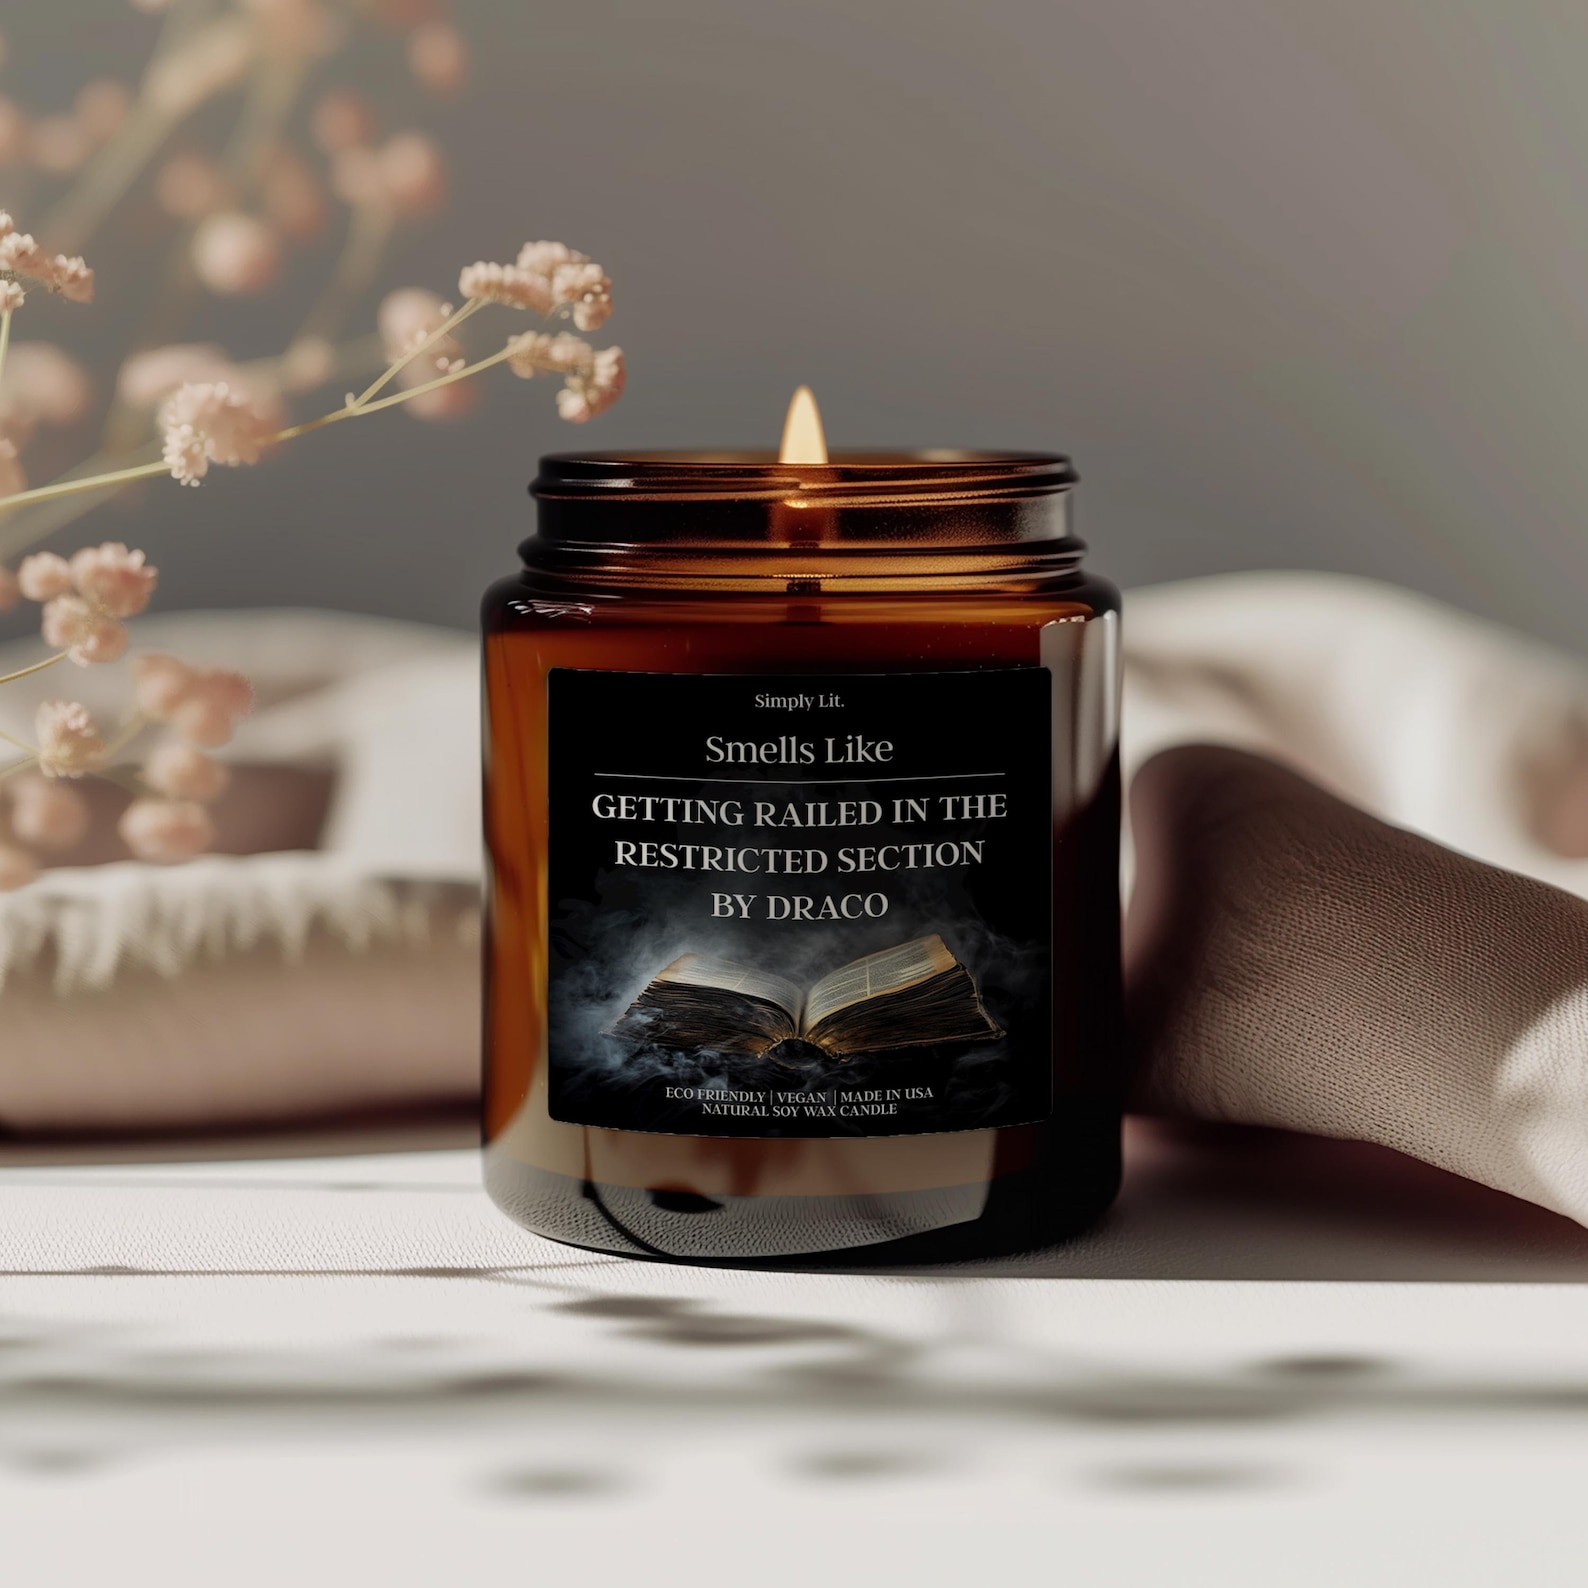 Simply Lit.
Smells Like
GETTING RAILED IN THE
RESTRICTED SECTION
BY DRACO
ECO FRIENDLY | VEGAN | MADE IN USA
NATURAL SOY WAX CANDLE